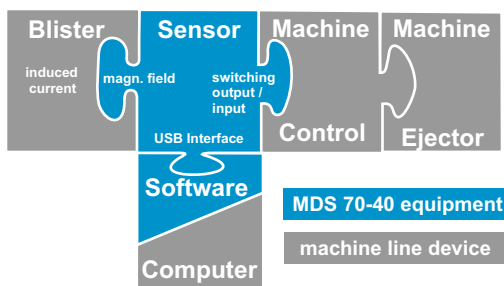 Blister
Sensor
Machine
Machine
induced
current
magn. field
switching
output /
input
USB Interface
Control
Ejector
Software
Computer
MDS 70-40 equipment
machine line device